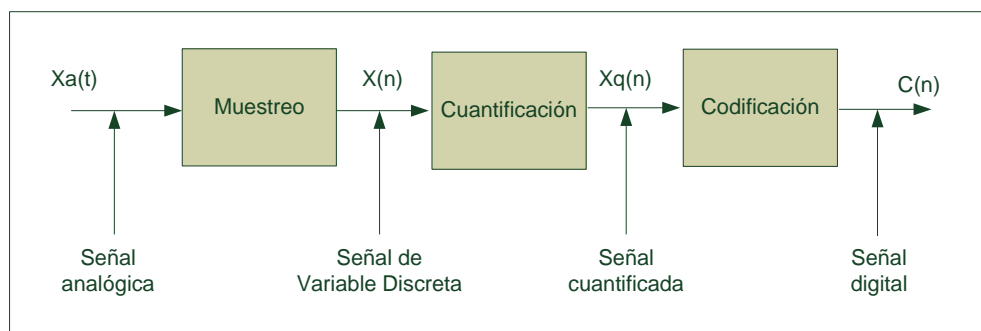 Xa(t)
Muestreo
X(n)
Cuantificación
Xq(n)
Codificación
C(n)
Señal
analógica
Señal de
Variable Discreta
Señal
cuantificada
Señal
digital